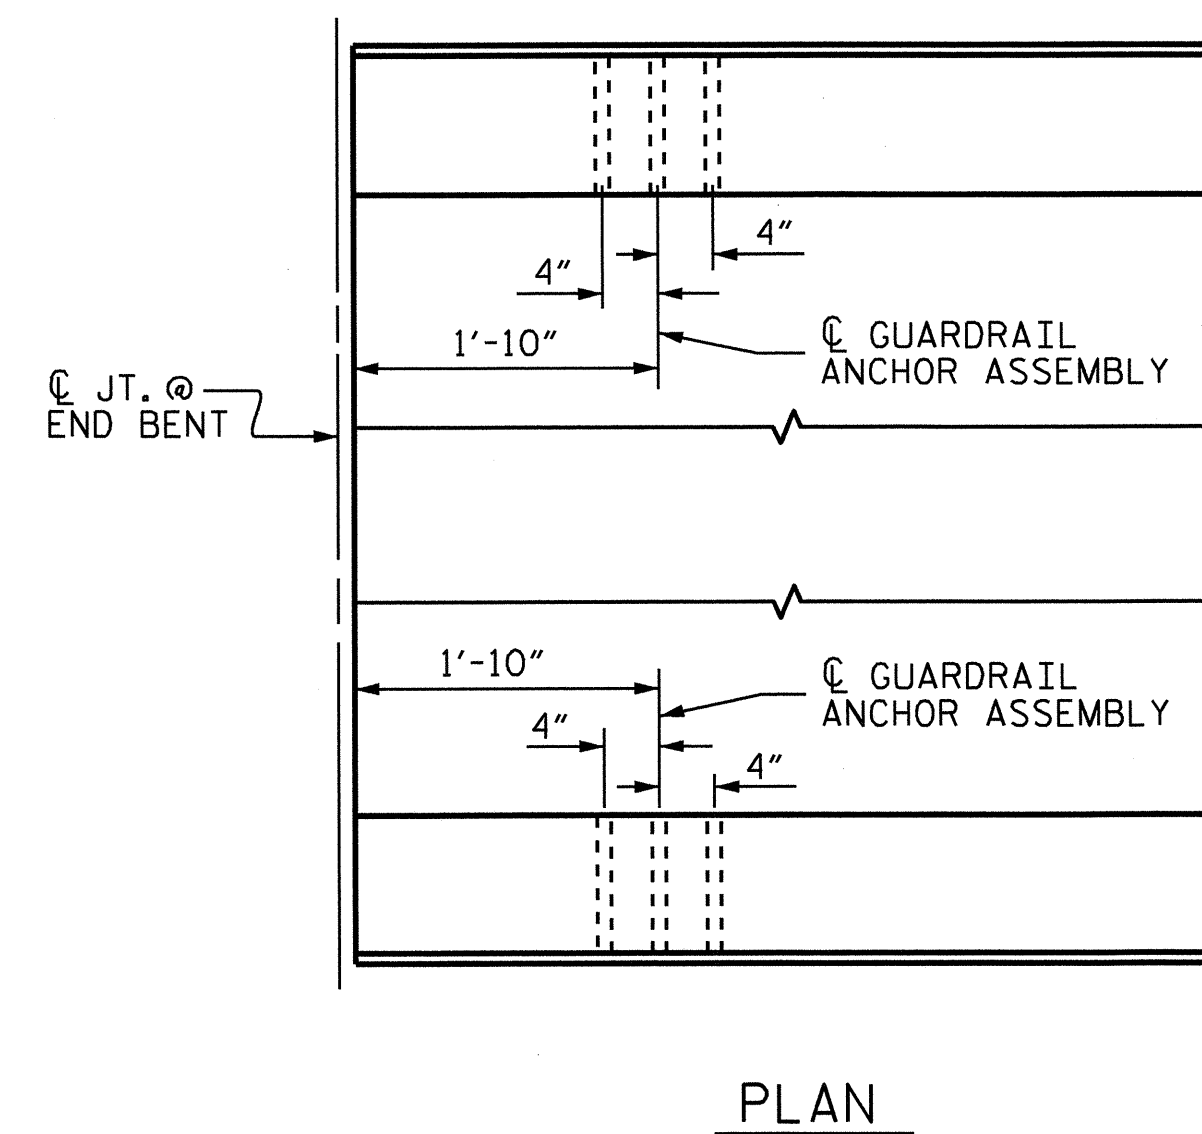 4"
4"
1'-10"
℄ GUARDRAIL
ANCHOR ASSEMBLY
℄ JT. @
END BENT
1'-10"
℄ GUARDRAIL
ANCHOR ASSEMBLY
4"
4"
PLAN